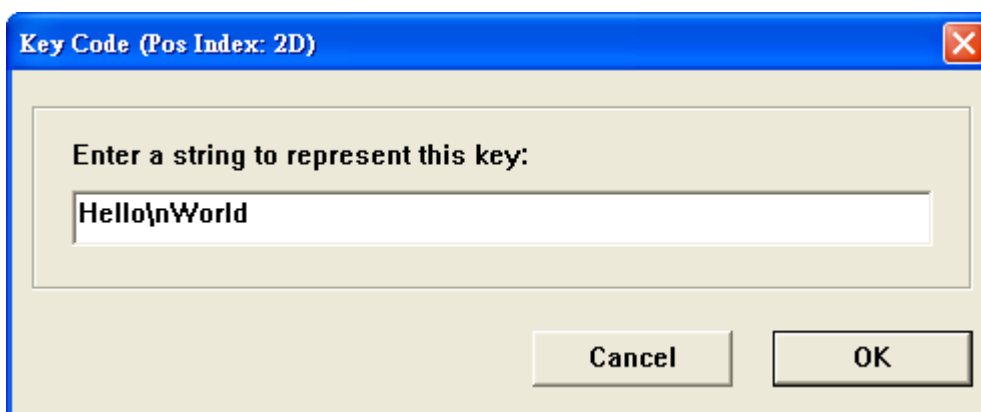 Key Code (Pos Index: 2D)
Enter a string to represent this key:
Hello\nWorld
Cancel
OK